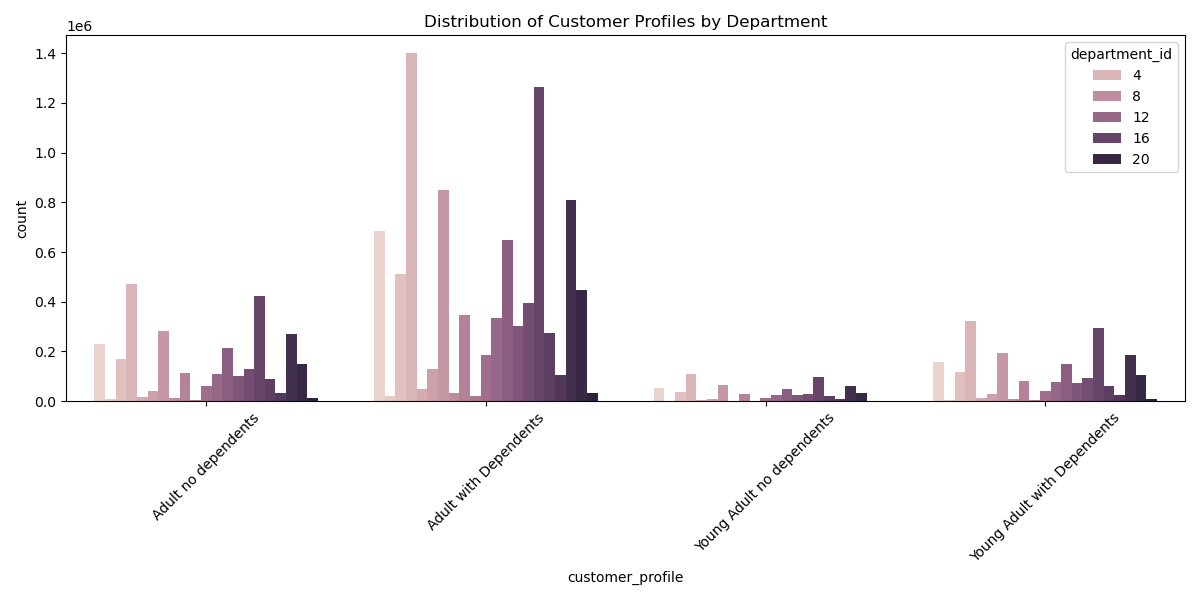 Distribution of Customer Profiles by Department
1e6
1.4
1.2
1.0
0.8
0.6
0.4
0.2
0.0
count
department_id
4
8
12
16
20
Adult no dependents
Adult with Dependents
Young Adult no dependents
Young Adult with Dependents
customer_profile